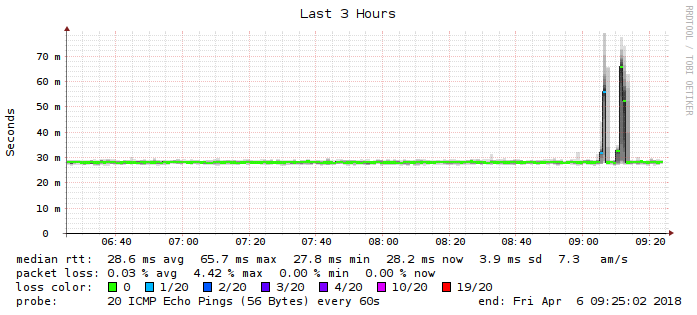 Last 3 Hours
RRDTOOL / TOBI OETIKER
Seconds
70 m
60 m
50 m
40 m
30 m
20 m
10 m
0
06:40 07:00 07:20 07:40 08:00 08:20 08:40 09:00 09:20
median rtt: 28.6 ms avg 65.7 ms max 27.8 ms min 28.2 ms now 3.9 ms sd 7.3 am/s
packet loss: 0.03 % avg 4.42 % max 0.00 % min 0.00 % now
loss color: 0 1/20 2/20 3/20 4/20 10/20 19/20
probe: 20 ICMP Echo Pings (56 Bytes) every 60s end: Fri Apr 6 09:25:02 2018